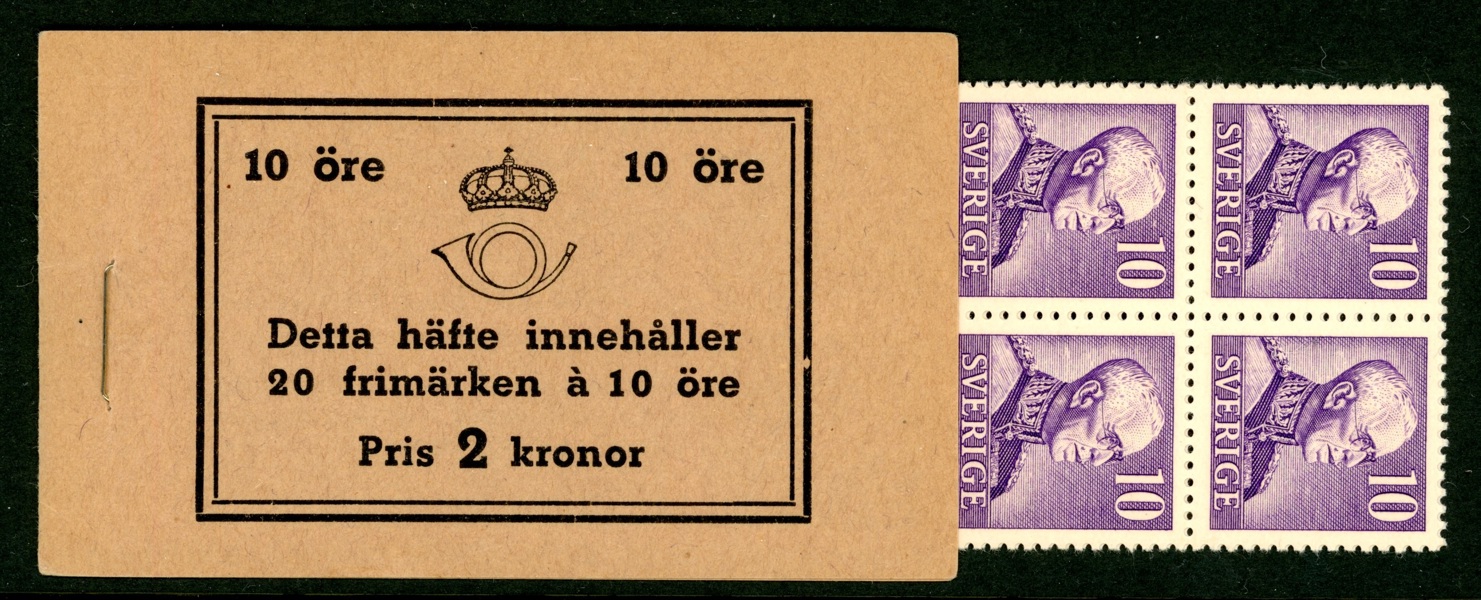 10 öre 10 öre
Detta häfte innehåller
20 frimärken à 10 öre
Pris 2 kronor
SVERIGE 10
SVERIGE 10
SVERIGE 10
SVERIGE 10